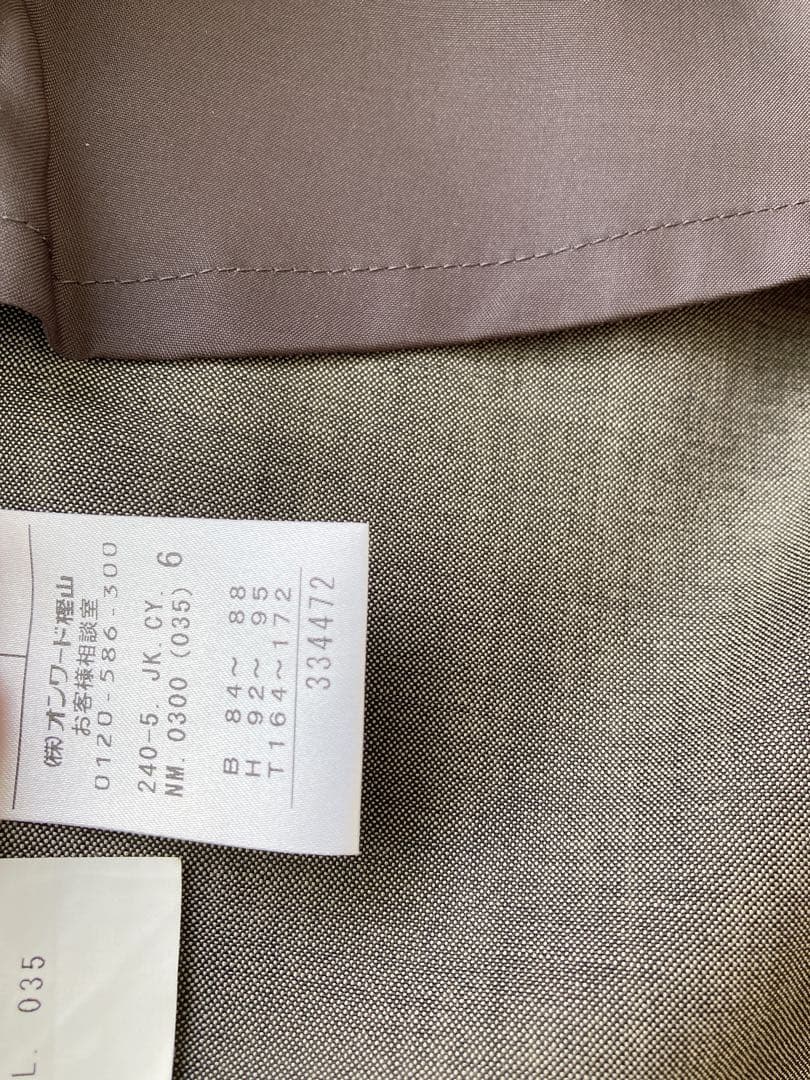 (株)オンワード樫山
お客様相談室
0120-586-300
240-5. JK.CY.
NM. 0300 (035) 6
B 84〜 88
H 92〜 95
T 164〜172
334472
L. 035